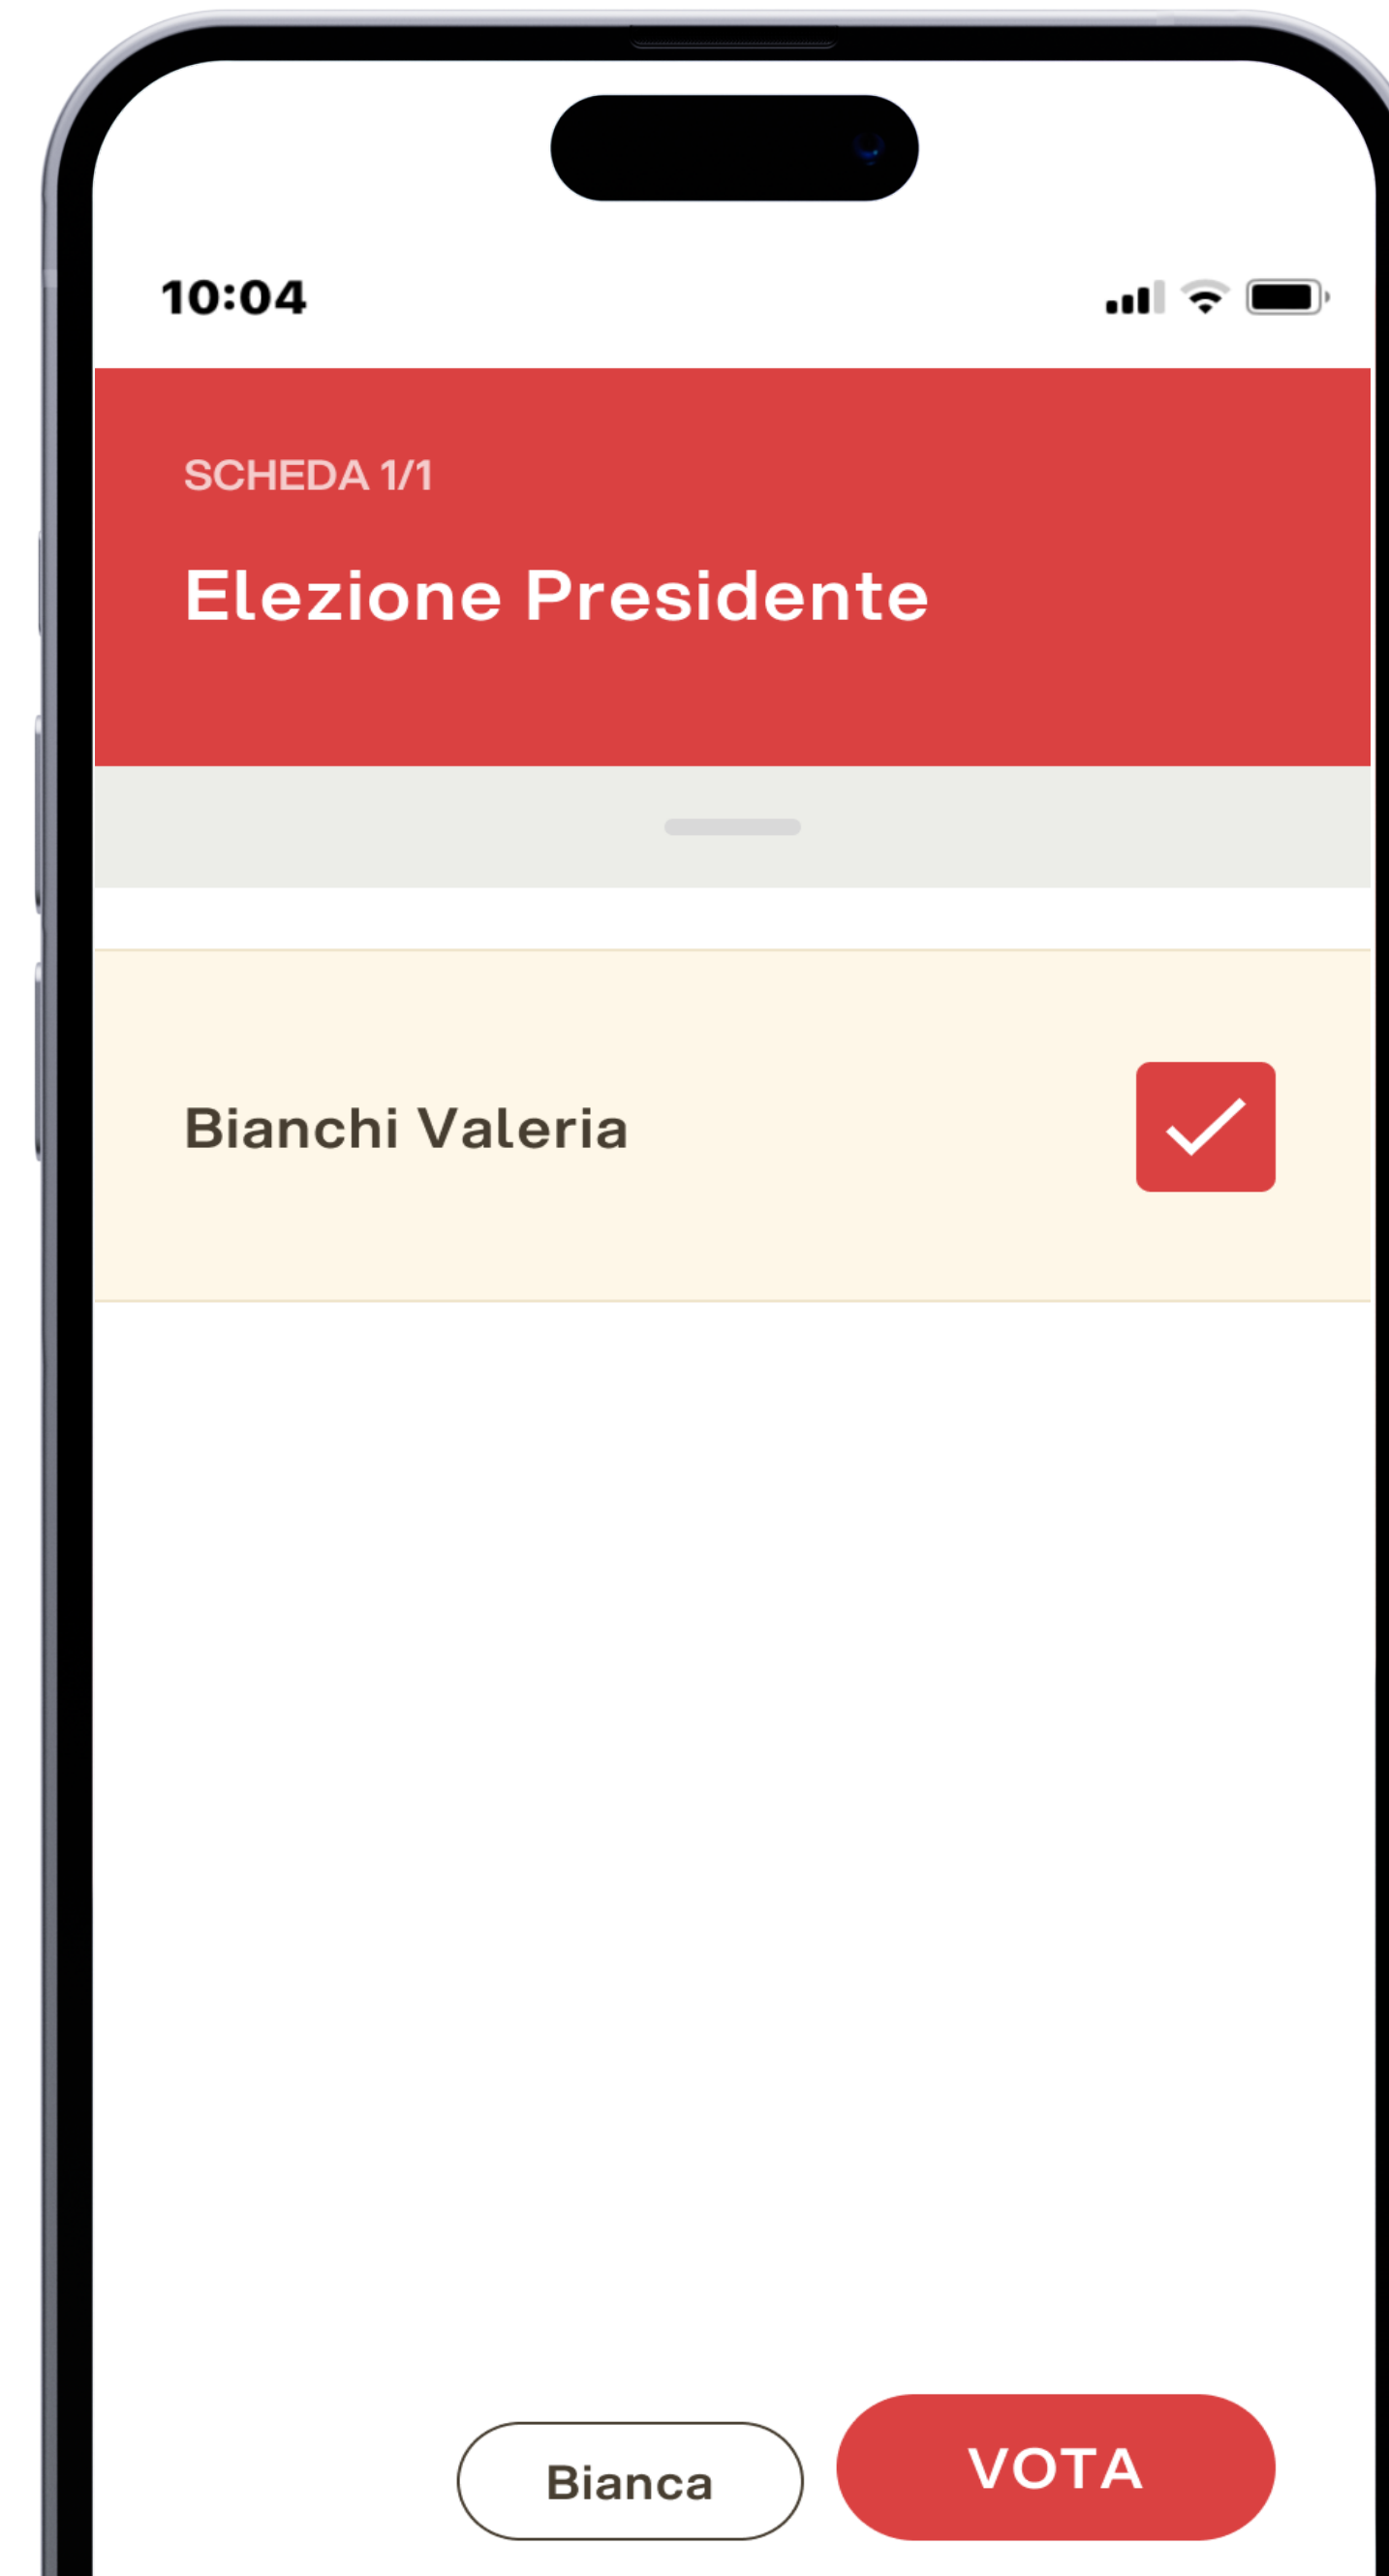 10:04
SCHEDA 1/1
Elezione Presidente
Bianchi Valeria
Bianca
VOTA